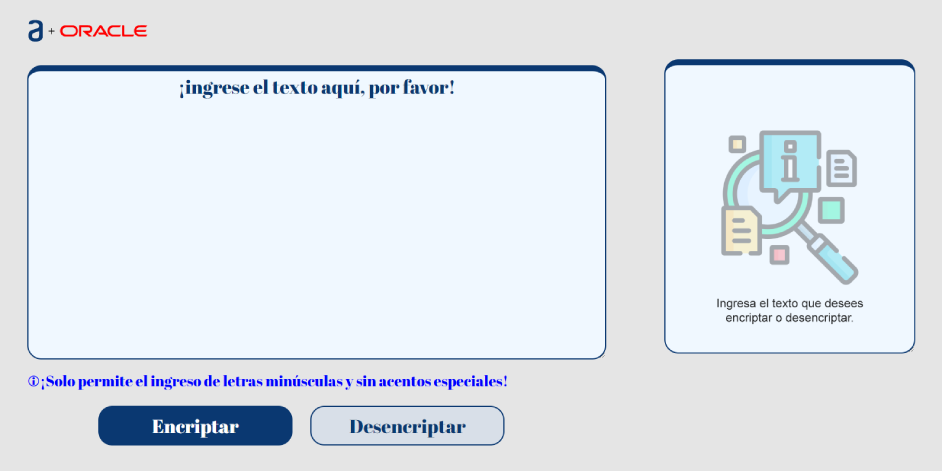 a + ORACLE
¡ingrese el texto aquí, por favor!
Ingresa el texto que desees
encriptar o desencriptar.
¡Solo permite el ingreso de letras minúsculas y sin acentos especiales!
Encriptar
Desencriptar